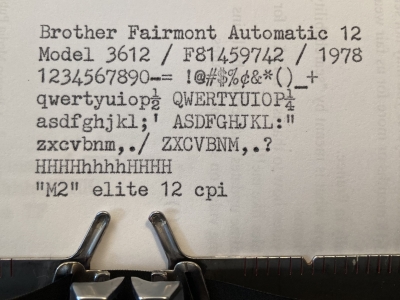 Brother Fairmont Automatic 12
Model 3612 / F81459742 / 1978
1234567890-= !@#$%¢&*()_+
qwertyuiop½ QWERTYUIOP¼
asdfghjkl;' ASDFGHJKL:"
zxcvbnm,./ ZXCVBNM,.?
HHHHhhhhHHHH
"M2" elite 12 cpi